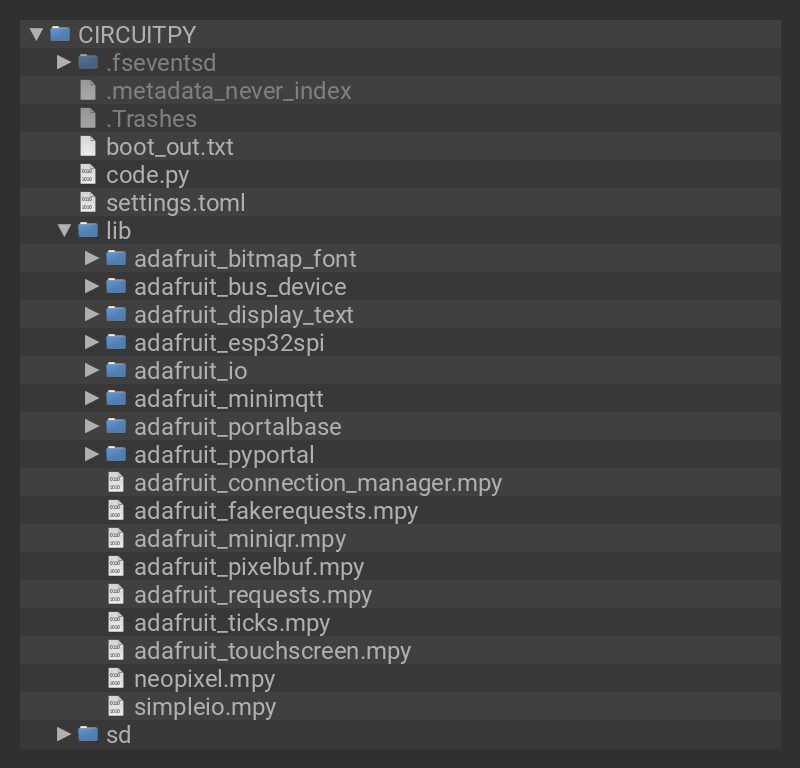 CIRCUITPY
.fseventsd
.metadata_never_index
.Trashes
boot_out.txt
code.py
settings.toml
lib
adafruit_bitmap_font
adafruit_bus_device
adafruit_display_text
adafruit_esp32spi
adafruit_io
adafruit_minimqtt
adafruit_portalbase
adafruit_pyportal
adafruit_connection_manager.mpy
adafruit_fakerequests.mpy
adafruit_miniqr.mpy
adafruit_pixelbuf.mpy
adafruit_requests.mpy
adafruit_ticks.mpy
adafruit_touchscreen.mpy
neopixel.mpy
simpleio.mpy
sd